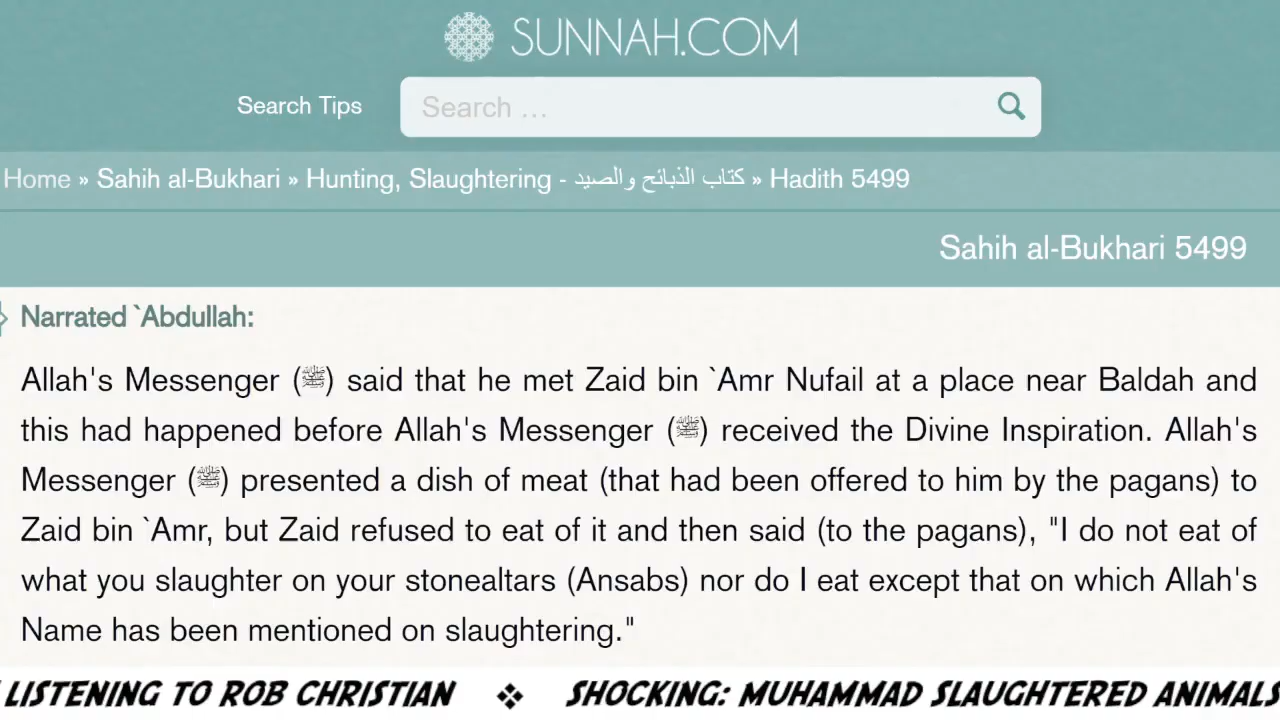 SUNNAH.COM
Search Tips
Search ...
Home » Sahih al-Bukhari » Hunting, Slaughtering - كتاب الذبائح والصيد » Hadith 5499
Sahih al-Bukhari 5499
Narrated `Abdullah:
Allah's Messenger (ﷺ) said that he met Zaid bin `Amr Nufail at a place near Baldah and
this had happened before Allah's Messenger (ﷺ) received the Divine Inspiration. Allah's
Messenger (ﷺ) presented a dish of meat (that had been offered to him by the pagans) to
Zaid bin `Amr, but Zaid refused to eat of it and then said (to the pagans), "I do not eat of
what you slaughter on your stonealtars (Ansabs) nor do I eat except that on which Allah's
Name has been mentioned on slaughtering."
LISTENING TO ROB CHRISTIAN ❖ SHOCKING: MUHAMMAD SLAUGHTERED ANIMALS